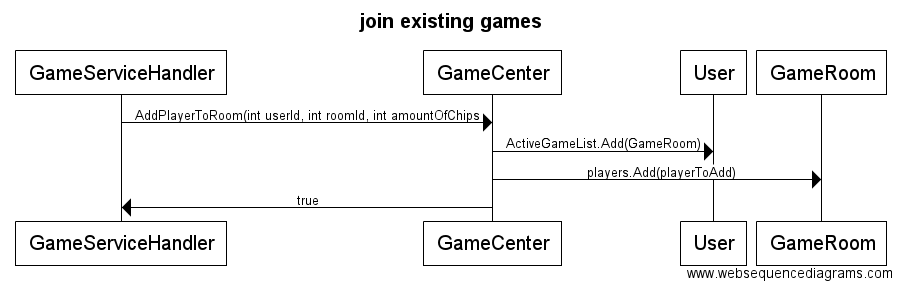 join existing games
GameServiceHandler GameCenter User GameRoom
AddPlayerToRoom(int userId, int roomId, int amountOfChips
ActiveGameList.Add(GameRoom)
players.Add(playerToAdd)
true
GameServiceHandler GameCenter User GameRoom
www.websequencediagrams.com